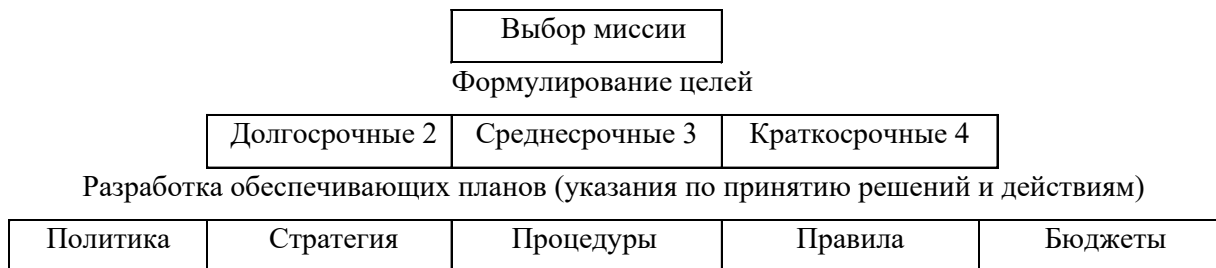 Выбор миссии
Формулирование целей
Долгосрочные 2 Среднесрочные 3 Краткосрочные 4
Разработка обеспечивающих планов (указания по принятию решений и действиям)
Политика Стратегия Процедуры Правила Бюджеты